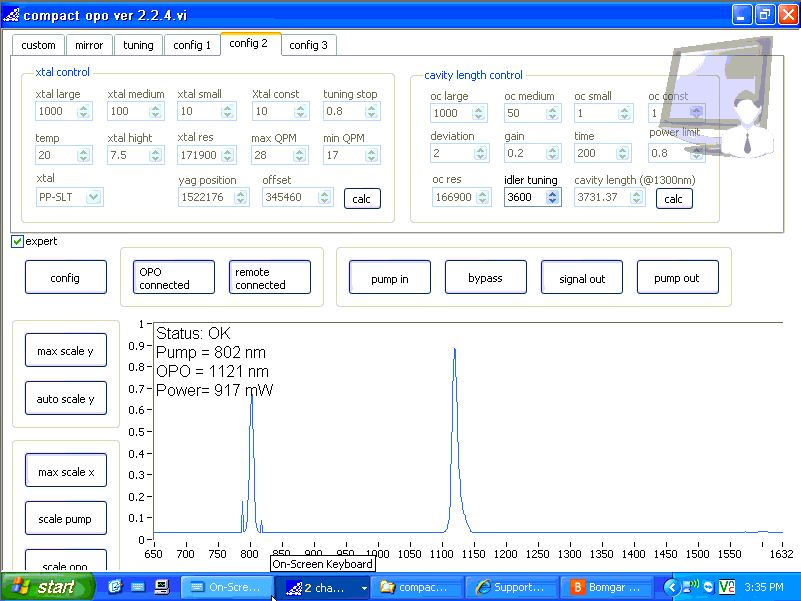 compact opo ver 2.2.4.vi
custom mirror tuning config 1 config 2 config 3
xtal control
xtal large xtal medium xtal small Xtal const tuning stop
1000 100 10 10 0.8
temp xtal hight xtal res max QPM min QPM
20 7.5 171900 28 17
xtal yag position offset
PP-SLT 1522176 345460 calc
cavity length control
oc large oc medium oc small oc const
1000 50 1 1
deviation gain time power limit
2 0.2 200 0.8
oc res idler tuning cavity length (@1300nm)
166900 3600 3731.37 calc
expert
config OPO connected remote connected pump in bypass signal out pump out
max scale y
auto scale y
max scale x
scale pump
scale opo
Status: OK
Pump = 802 nm
OPO = 1121 nm
Power= 917 mW
1
0.9
0.8
0.7
0.6
0.5
0.4
0.3
0.2
0.1
0
650 700 750 800 850 900 950 1000 1050 1100 1150 1200 1250 1300 1350 1400 1450 1500 1550 1632
On-Screen Keyboard
start On-Scre... 2 cha... compac... Support... Bomgar ... 3:35 PM